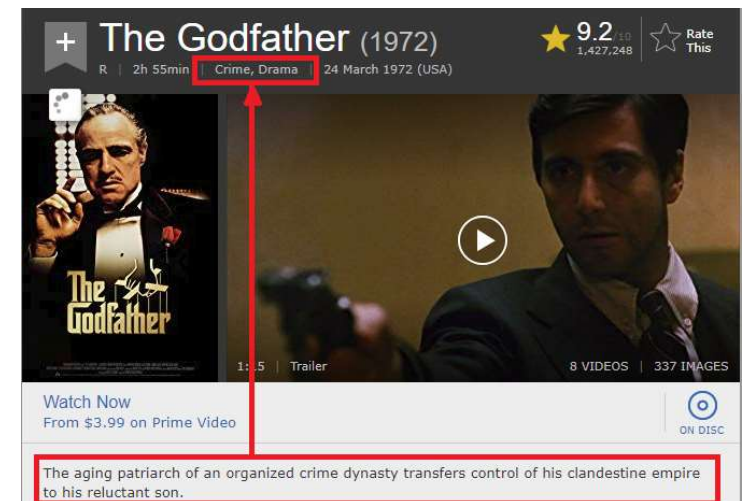 The Godfather (1972)
9.2/10
1,427,248
Rate
This
R | 2h 55min | Crime, Drama | 24 March 1972 (USA)
The
Godfather
1:15 | Trailer
8 VIDEOS | 337 IMAGES
Watch Now
From $3.99 on Prime Video
ON DISC
The aging patriarch of an organized crime dynasty transfers control of his clandestine empire
to his reluctant son.